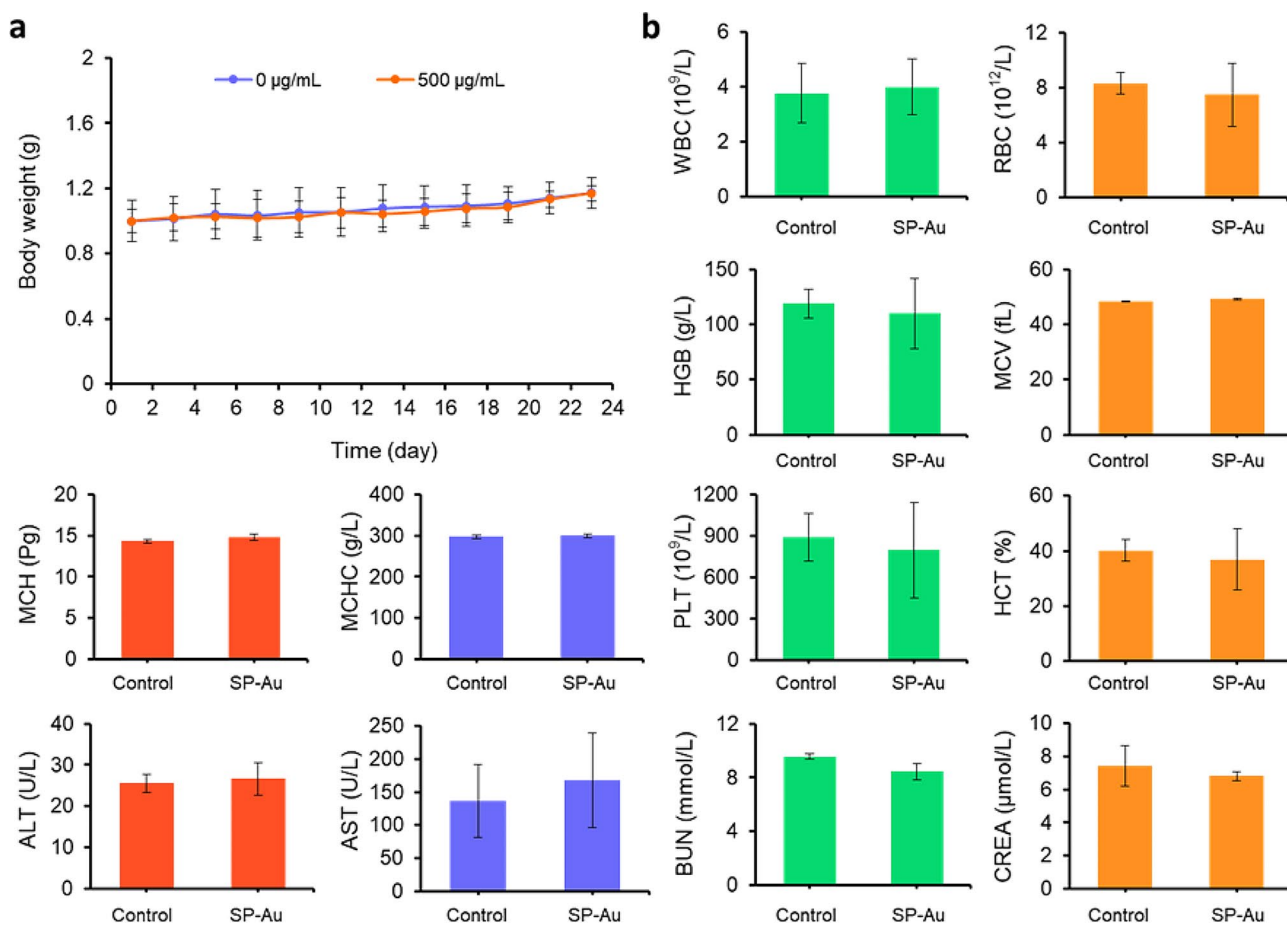 a
2
1.6
1.2
0.8
0.4
0
Body weight (g)
0 µg/mL
500 µg/mL
0 2 4 6 8 10 12 14 16 18 20 22 24
Time (day)
b
6
4
2
0
WBC (10⁹/L)
Control SP-Au
12
8
4
0
RBC (10¹²/L)
Control SP-Au
150
100
50
0
HGB (g/L)
Control SP-Au
60
40
20
0
MCV (fL)
Control SP-Au
20
15
10
5
0
MCH (Pg)
Control SP-Au
400
300
200
100
0
MCHC (g/L)
Control SP-Au
1200
900
600
300
0
PLT (10⁹/L)
Control SP-Au
60
40
20
0
HCT (%)
Control SP-Au
40
30
20
10
0
ALT (U/L)
Control SP-Au
250
200
150
100
50
0
AST (U/L)
Control SP-Au
12
8
4
0
BUN (mmol/L)
Control SP-Au
10
8
6
4
2
0
CREA (µmol/L)
Control SP-Au